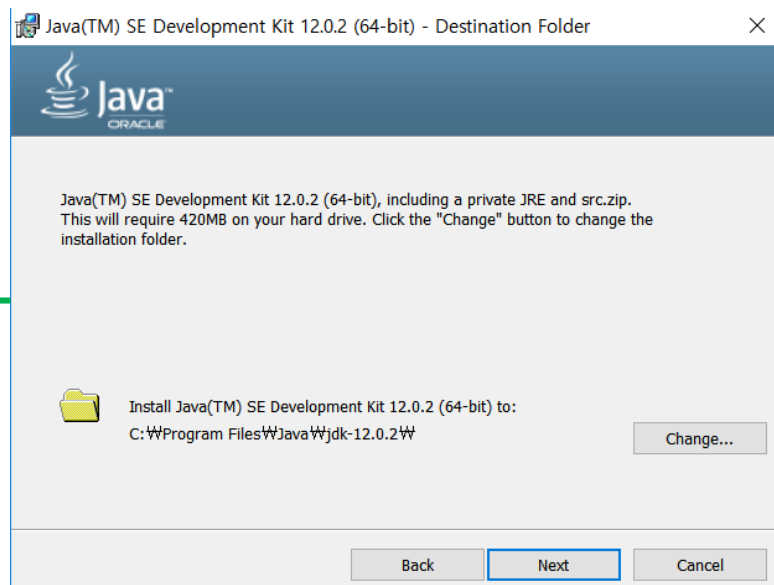 Java(TM) SE Development Kit 12.0.2 (64-bit) - Destination Folder
Java™
ORACLE
Java(TM) SE Development Kit 12.0.2 (64-bit), including a private JRE and src.zip.
This will require 420MB on your hard drive. Click the "Change" button to change the
installation folder.
Install Java(TM) SE Development Kit 12.0.2 (64-bit) to:
C:₩Program Files₩Java₩jdk-12.0.2₩
Change...
Back
Next
Cancel